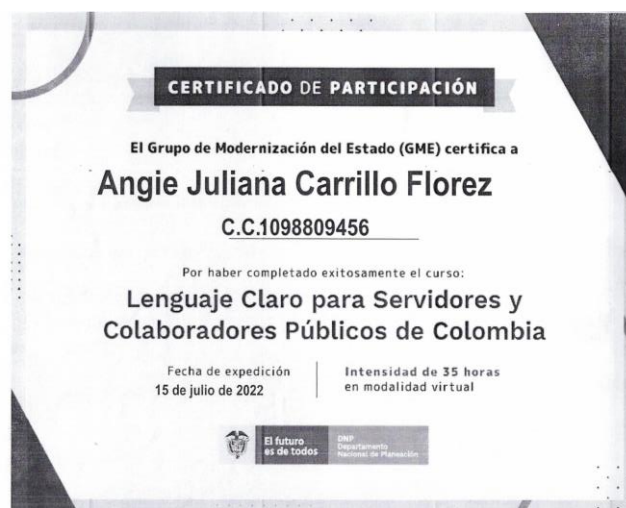 CERTIFICADO DE PARTICIPACIÓN
El Grupo de Modernización del Estado (GME) certifica a
Angie Juliana Carrillo Florez
C.C.1098809456
Por haber completado exitosamente el curso:
Lenguaje Claro para Servidores y
Colaboradores Públicos de Colombia
Fecha de expedición
15 de julio de 2022
Intensidad de 35 horas
en modalidad virtual
El futuro
es de todos
DNP
Departamento
Nacional de Planeación